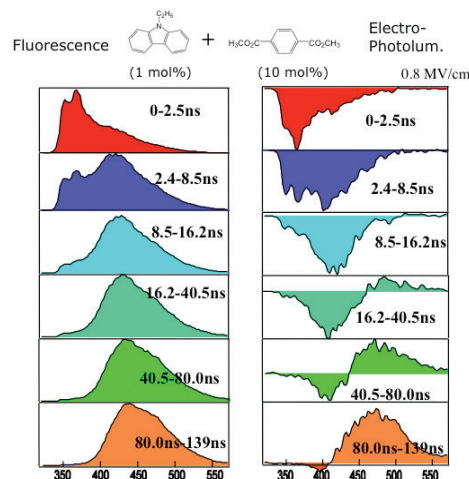 Fluorescence
C₂H₅
N
+
CH₃O₂C
CO₂CH₃
Electro-
Photolum.
(1 mol%)
(10 mol%)
0.8 MV/cm
0-2.5ns
2.4-8.5ns
8.5-16.2ns
16.2-40.5ns
40.5-80.0ns
80.0ns-139ns
350 400 450 500 550
0-2.5ns
2.4-8.5ns
8.5-16.2ns
16.2-40.5ns
40.5-80.0ns
80.0ns-139ns
350 400 450 500 550